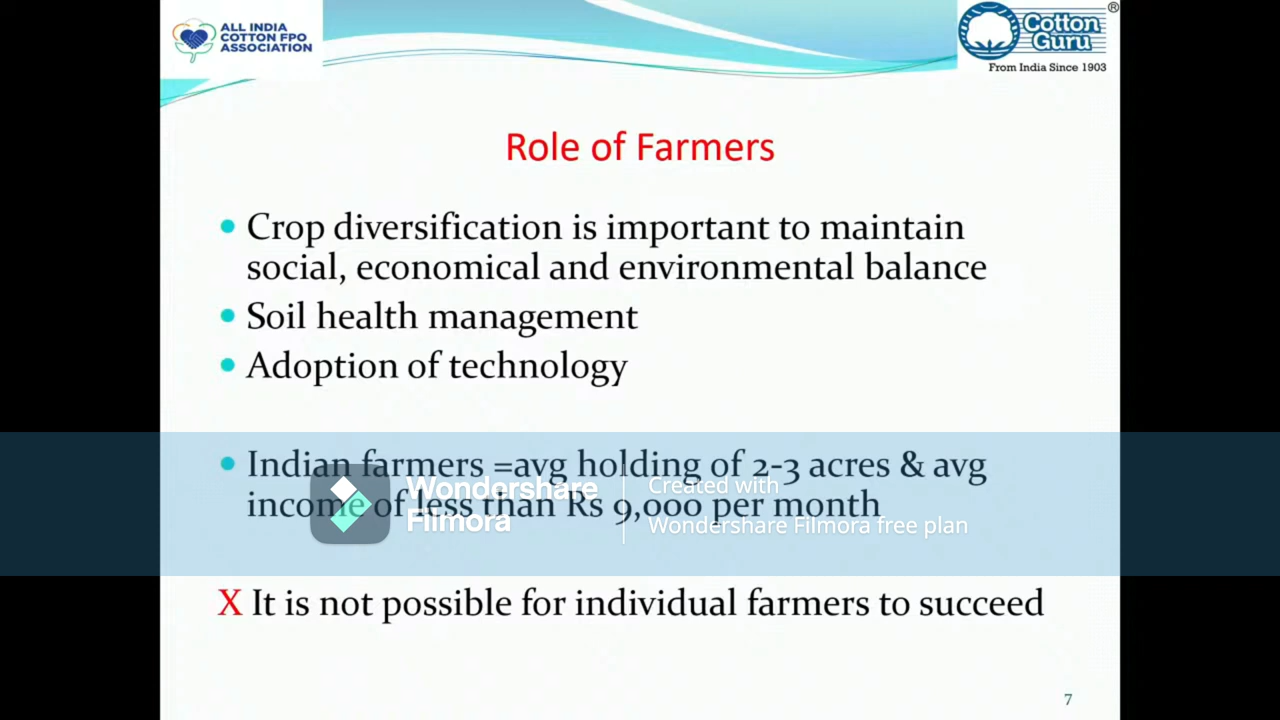 ALL INDIA
COTTON FPO
ASSOCIATION
Cotton
Guru
®
From India Since 1903
Role of Farmers
• Crop diversification is important to maintain
social, economical and environmental balance
• Soil health management
• Adoption of technology
• Indian farmers =avg holding of 2-3 acres & avg
income of less than Rs 9,000 per month
Wondershare
Filmora
Created with
Wondershare Filmora free plan
X It is not possible for individual farmers to succeed
7